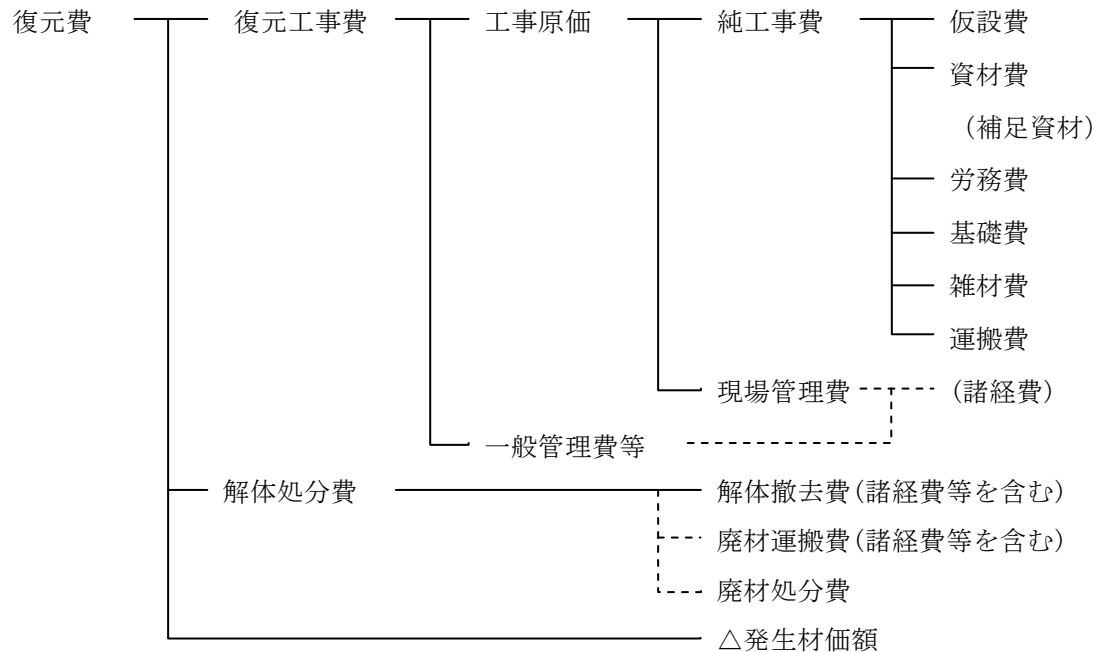 復元費 復元工事費 工事原価 純工事費 仮設費
資材費
(補足資材)
労務費
基礎費
雑材費
運搬費
現場管理費 (諸経費)
一般管理費等
解体処分費 解体撤去費(諸経費等を含む)
廃材運搬費(諸経費等を含む)
廃材処分費
△発生材価額